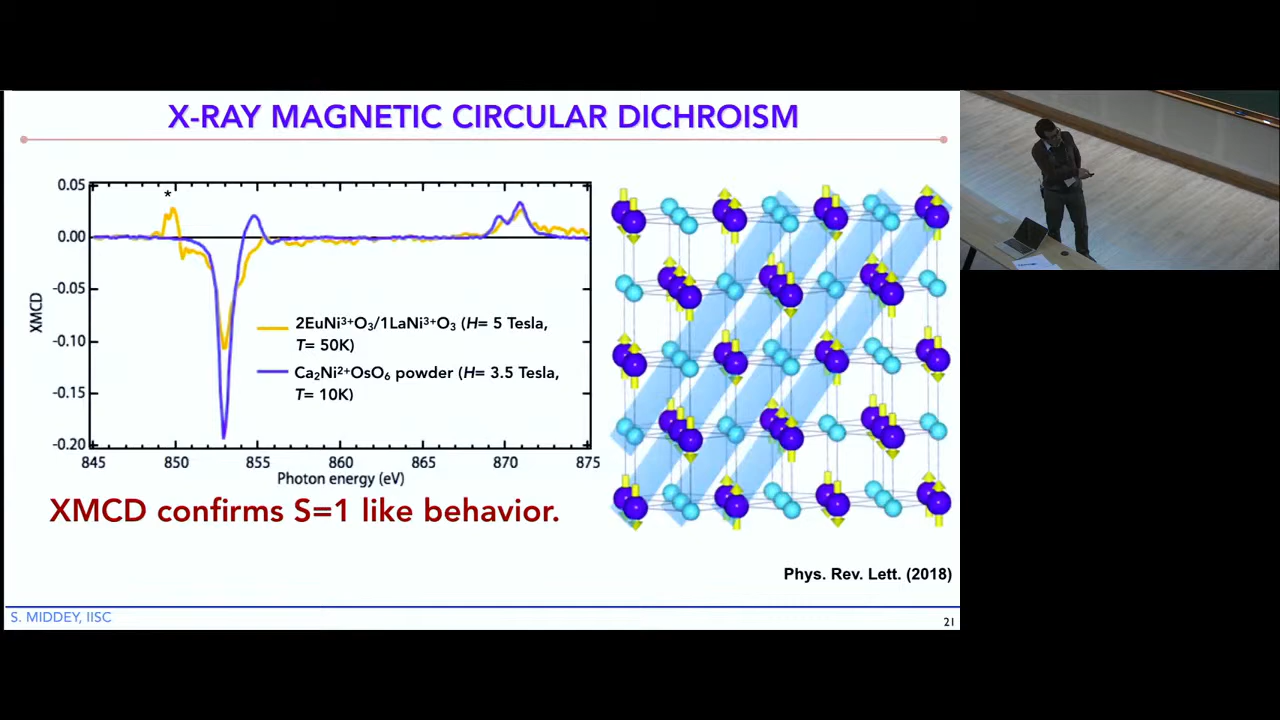 X-RAY MAGNETIC CIRCULAR DICHROISM
*
0.05
0.00
-0.05
-0.10
-0.15
-0.20
XMCD
2EuNi³⁺O₃/1LaNi³⁺O₃ (H= 5 Tesla,
T= 50K)
Ca₂Ni²⁺OsO₆ powder (H= 3.5 Tesla,
T= 10K)
845 850 855 860 865 870 875
Photon energy (eV)
XMCD confirms S=1 like behavior.
Phys. Rev. Lett. (2018)
S. MIDDEY, IISC
21